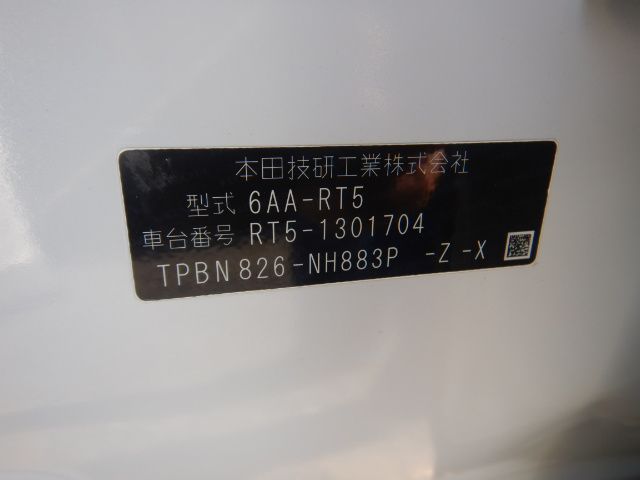 本田技研工業株式会社
型式 6AA-RT5
車台番号 RT5-1301704
TPBN826-NH883P -Z-X